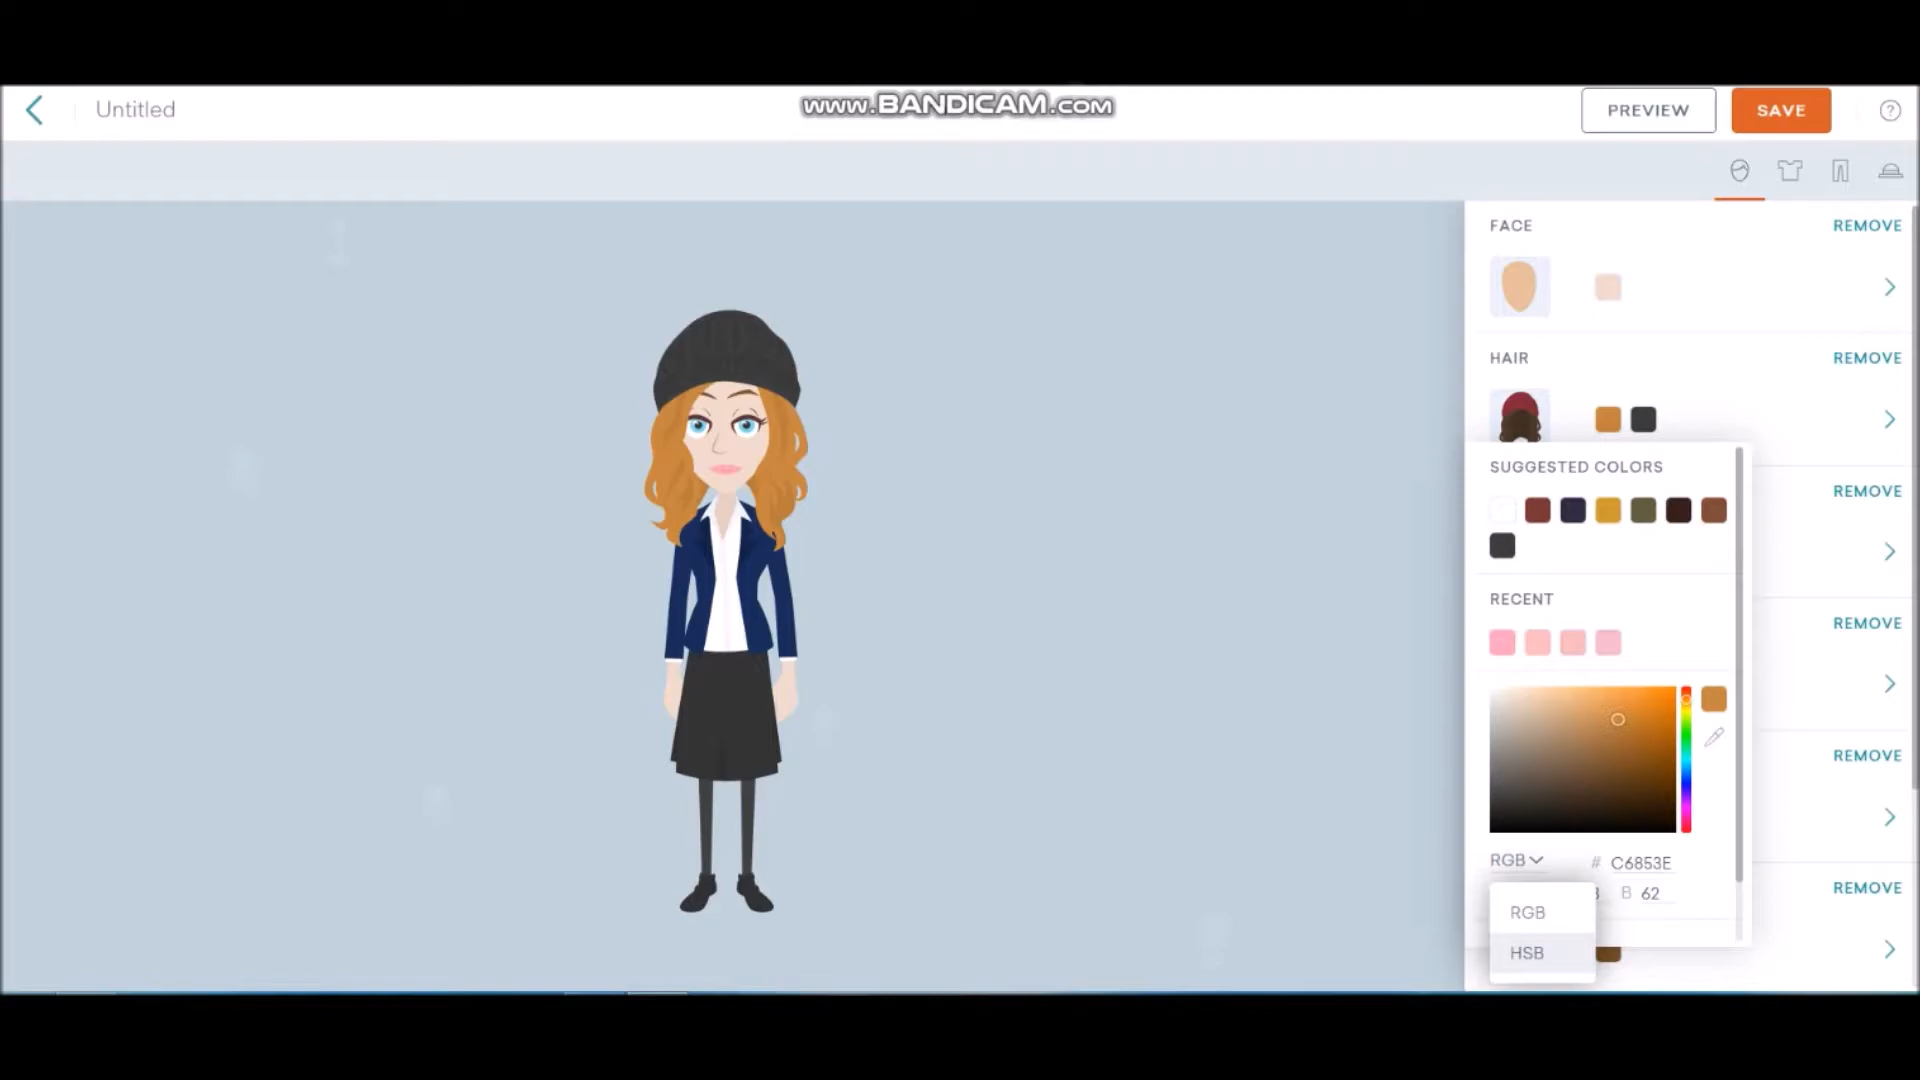 Untitled
www.BANDICAM.com
PREVIEW
SAVE
?
FACE
REMOVE
HAIR
REMOVE
SUGGESTED COLORS
REMOVE
RECENT
REMOVE
REMOVE
RGB
# C6853E
REMOVE
B 62
RGB
HSB